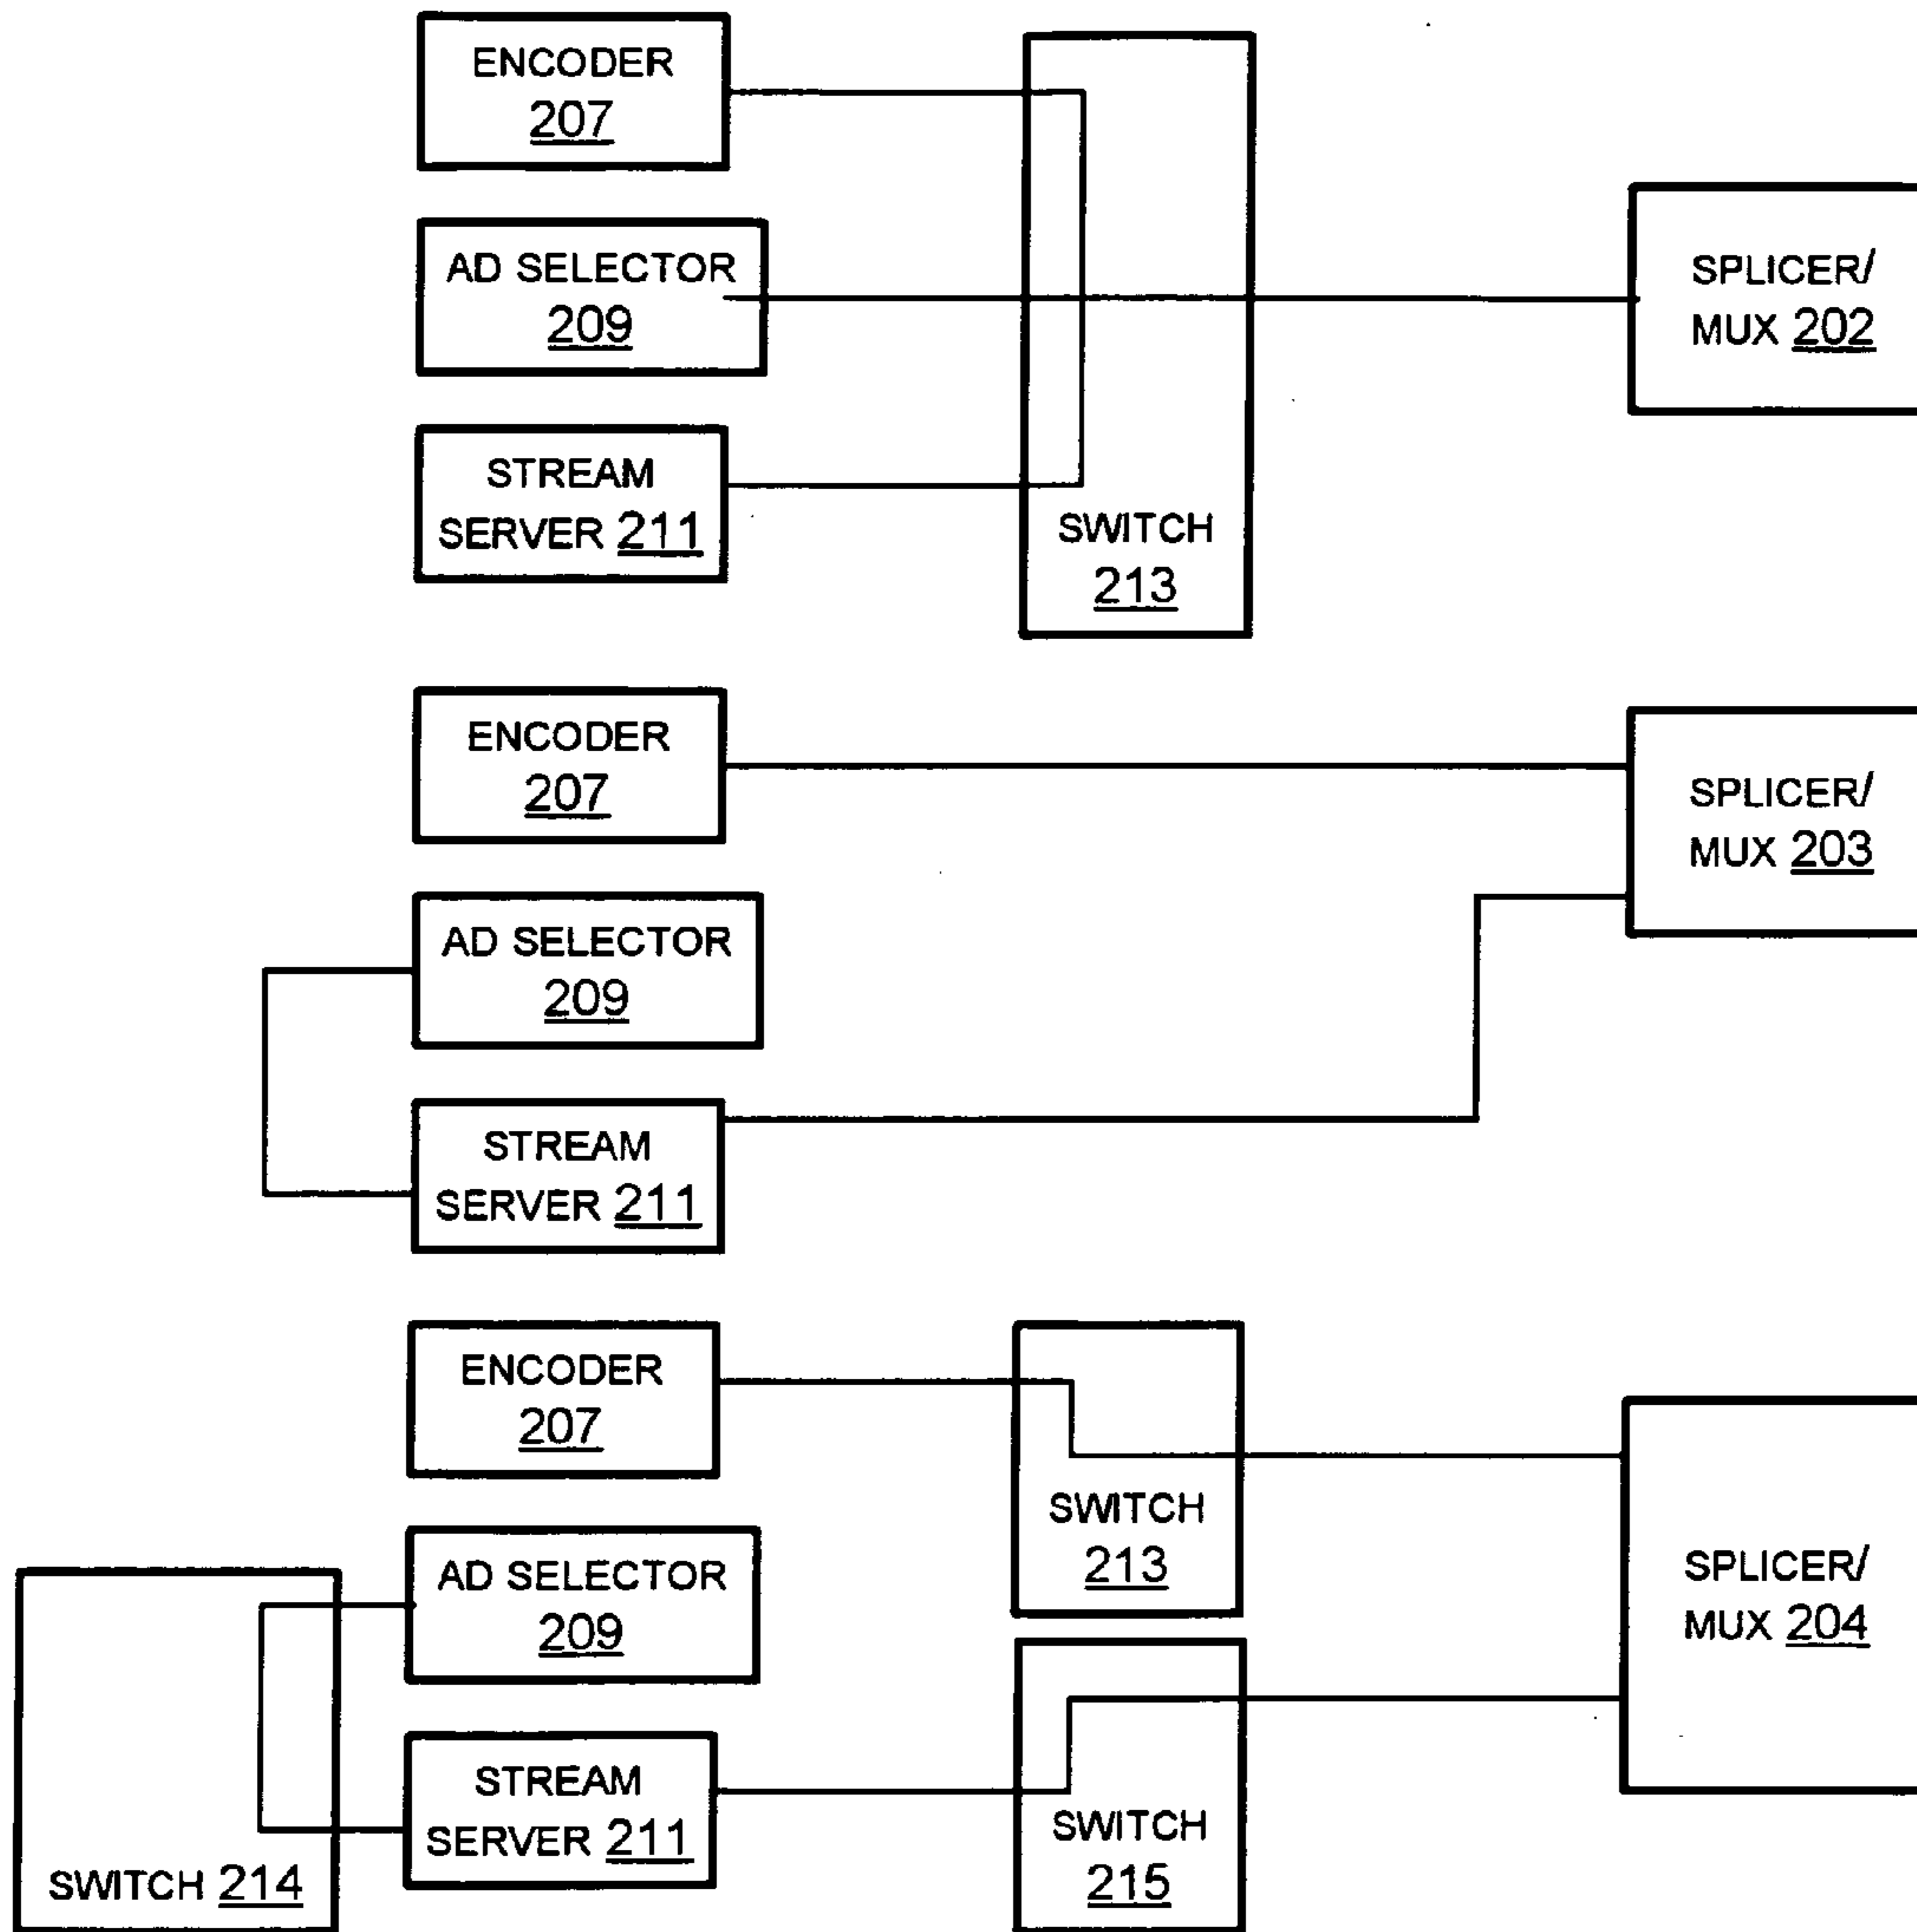 ENCODER
207
AD SELECTOR
209
STREAM
SERVER 211
SWITCH
213
SPLICER/
MUX 202
ENCODER
207
AD SELECTOR
209
STREAM
SERVER 211
SPLICER/
MUX 203
ENCODER
207
AD SELECTOR
209
STREAM
SERVER 211
SWITCH 214
SWITCH
213
SWITCH
215
SPLICER/
MUX 204